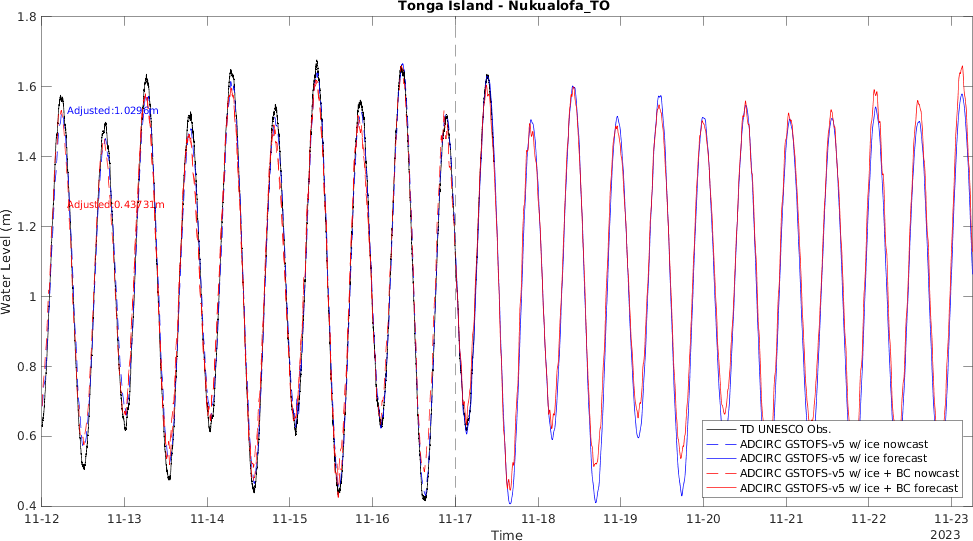 Tonga Island - Nukualofa_TO
1.8
1.6
1.4
1.2
1
0.8
0.6
0.4
Water Level (m)
Adjusted:1.0296m
Adjusted:0.43731m
TD UNESCO Obs.
ADCIRC GSTOFS-v5 w/ ice nowcast
ADCIRC GSTOFS-v5 w/ ice forecast
ADCIRC GSTOFS-v5 w/ ice + BC nowcast
ADCIRC GSTOFS-v5 w/ ice + BC forecast
11-12 11-13 11-14 11-15 11-16 11-17 11-18 11-19 11-20 11-21 11-22 11-23
2023
Time